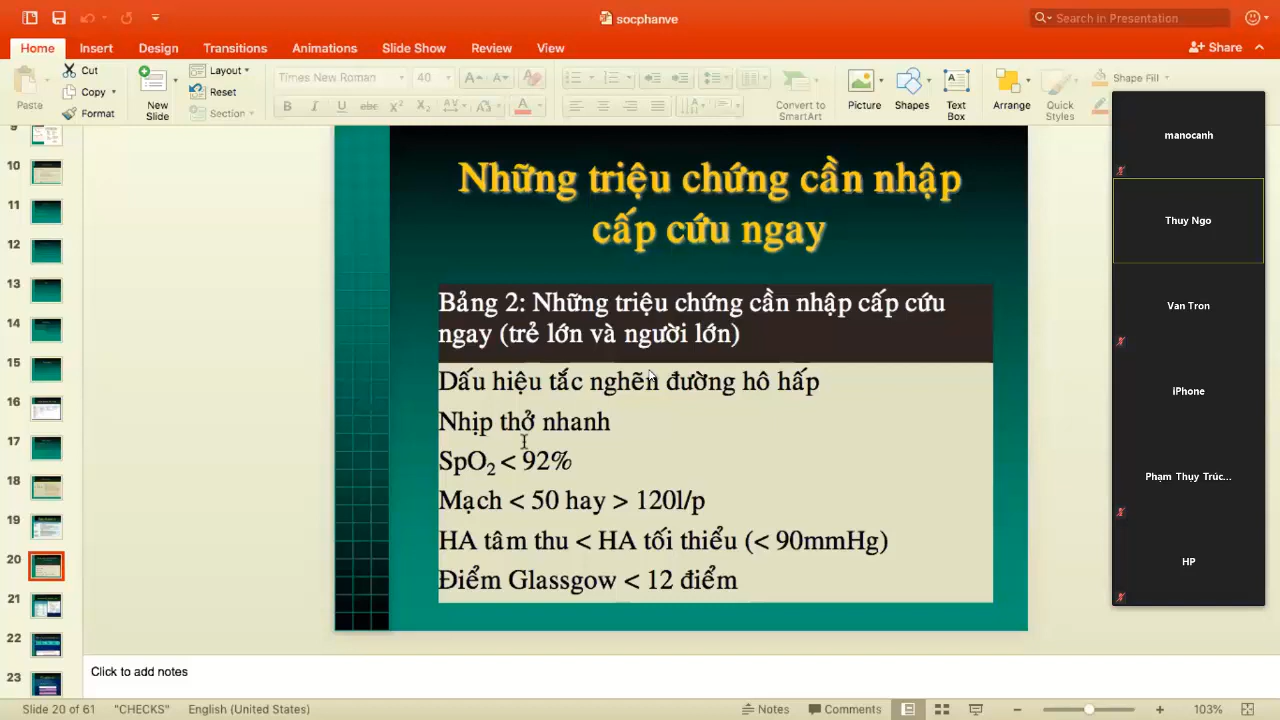 socphanve
Search in Presentation
Home Insert Design Transitions Animations Slide Show Review View
Share
Paste
Cut
Copy
Format
New Slide
Layout
Reset
Section
Times New Roman 40
B I U abc X² X₂ AV Aa A
Convert to SmartArt
Picture
Shapes
Text Box
Arrange
Quick Styles
Shape Fill
9
10
11
12
13
14
15
16
17
18
19
20
21
22
23
Những triệu chứng cần nhập
cấp cứu ngay
Bảng 2: Những triệu chứng cần nhập cấp cứu
ngay (trẻ lớn và người lớn)
Dấu hiệu tắc nghẽn đường hô hấp
Nhịp thở nhanh
SpO₂ < 92%
Mạch < 50 hay > 120l/p
HA tâm thu < HA tối thiểu (< 90mmHg)
Điểm Glassgow < 12 điểm
manocanh
Thuy Ngo
Van Tron
iPhone
Phạm Thuy Trúc...
HP
Click to add notes
Slide 20 of 61 "CHECKS" English (United States) Notes Comments 103%